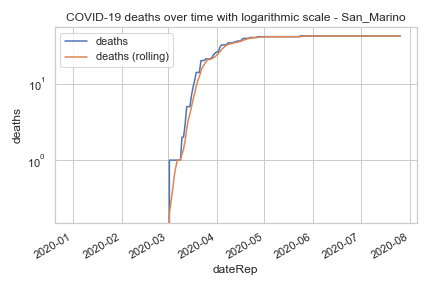 COVID-19 deaths over time with logarithmic scale - San_Marino
deaths
deaths (rolling)
10¹
10⁰
deaths
2020-01
2020-02
2020-03
2020-04
2020-05
2020-06
2020-07
2020-08
dateRep